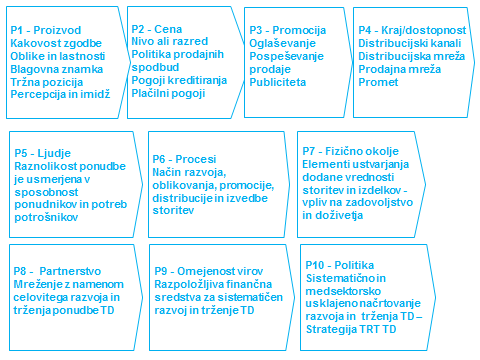 P1 - Proizvod
Kakovost zgodbe
Oblike in lastnosti
Blagovna znamka
Tržna pozicija
Percepcija in imidž
P2 - Cena
Nivo ali razred
Politika prodajnih
spodbud
Pogoji kreditiranja
Plačilni pogoji
P3 - Promocija
Oglaševanje
Pospeševanje
prodaje
Publiciteta
P4 - Kraj/dostopnost
Distribucijski kanali
Distribucijska mreža
Prodajna mreža
Promet
P5 - Ljudje
Raznolikost ponudbe
je usmerjena v
sposobnost
ponudnikov in potreb
potrošnikov
P6 - Procesi
Način razvoja,
oblikovanja, promocije,
distribucije in izvedbe
storitev
P7 - Fizično okolje
Elementi ustvarjanja
dodane vrednosti
storitev in izdelkov -
vpliv na zadovoljstvo
in doživetja
P8 - Partnerstvo
Mreženje z namenom
celovitega razvoja in
trženja ponudbe TD
P9 - Omejenost virov
Razpoložljiva finančna
sredstva za sistematičen
razvoj in trženje TD
P10 - Politika
Sistematično in
medsektorsko
usklajeno načrtovanje
razvoja in trženja TD –
Strategija TRT TD